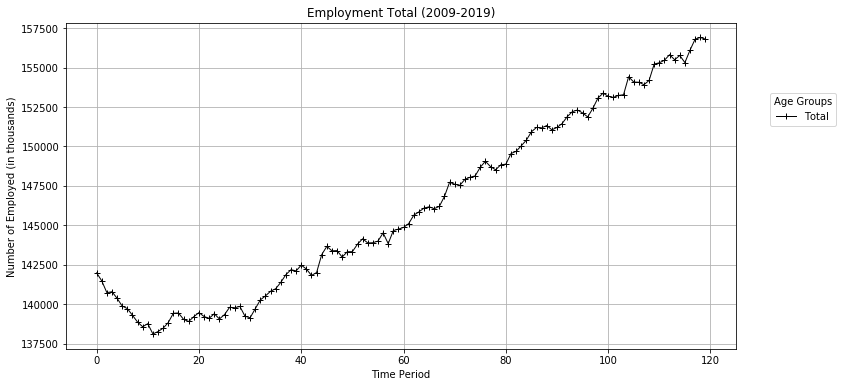 Employment Total (2009-2019)
Number of Employed (in thousands)
157500
155000
152500
150000
147500
145000
142500
140000
137500
0 20 40 60 80 100 120
Time Period
Age Groups
Total